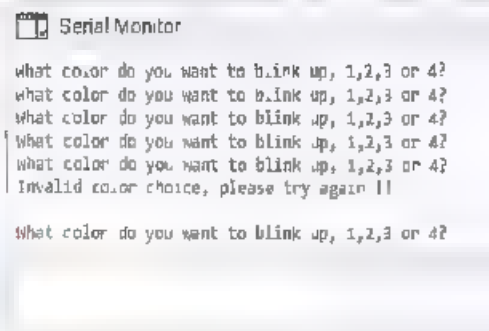 Serial Monitor
what color do you want to blink up, 1,2,3 or 4?
what color do you want to blink up, 1,2,3 or 4?
what color do you want to blink up, 1,2,3 or 4?
what color do you want to blink up, 1,2,3 or 4?
what color do you want to blink up, 1,2,3 or 4?
Invalid color choice, please try again !!
what color do you want to blink up, 1,2,3 or 4?